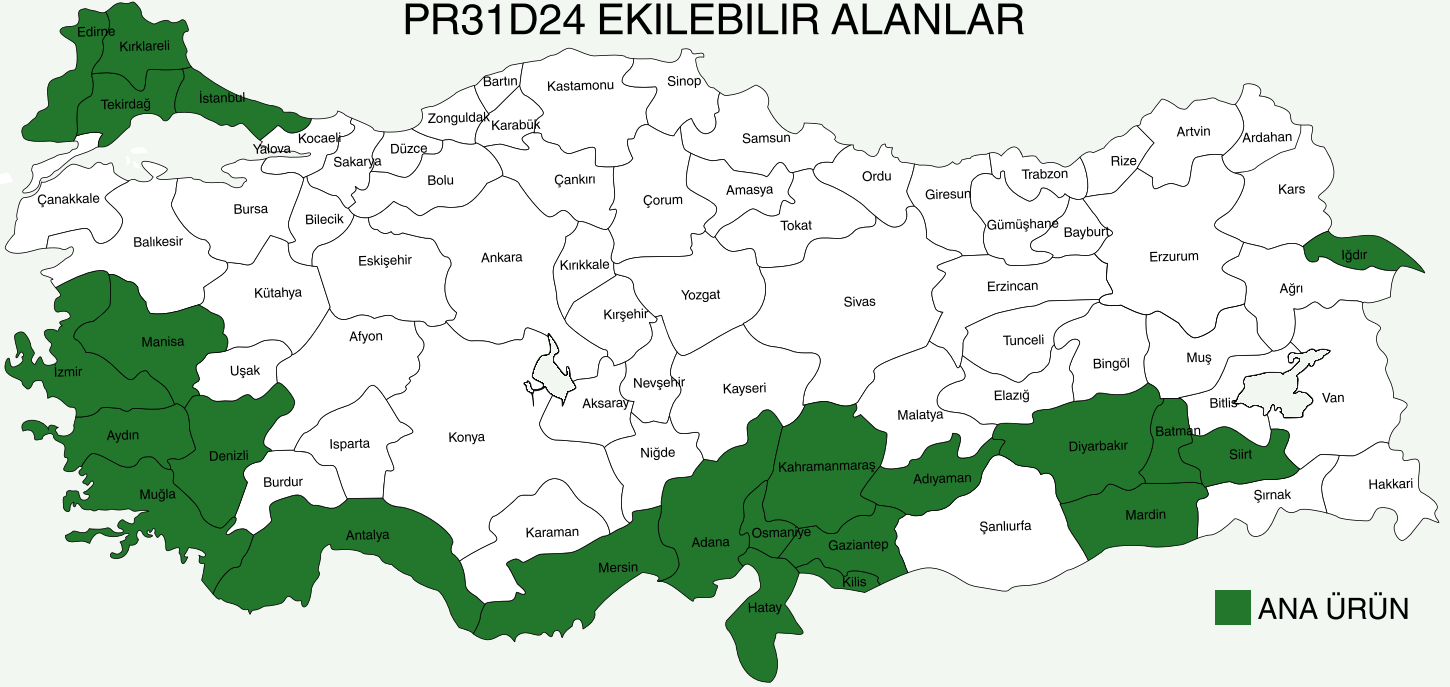 PR31D24 EKILEBILIR ALANLAR
Edirne
Kırklareli
Tekirdağ
İstanbul
Yalova
Kocaeli
Sakarya
Düzce
Zonguldak
Bartın
Karabük
Kastamonu
Sinop
Samsun
Çankırı
Bolu
Çorum
Amasya
Tokat
Ordu
Giresun
Gümüşhane
Trabzon
Bayburt
Rize
Artvin
Ardahan
Kars
Iğdır
Ağrı
Erzurum
Erzincan
Çanakkale
Balıkesir
Bursa
Bilecik
Eskişehir
Ankara
Kırıkkale
Kırşehir
Yozgat
Sivas
Kütahya
Manisa
İzmir
Uşak
Afyon
Aydın
Denizli
Muğla
Burdur
Isparta
Antalya
Konya
Karaman
Aksaray
Nevşehir
Niğde
Kayseri
Mersin
Adana
Osmaniye
Hatay
Kahramanmaraş
Gaziantep
Kilis
Malatya
Adıyaman
Şanlıurfa
Tunceli
Elazığ
Bingöl
Muş
Bitlis
Van
Diyarbakır
Batman
Siirt
Mardin
Şırnak
Hakkari
ANA ÜRÜN